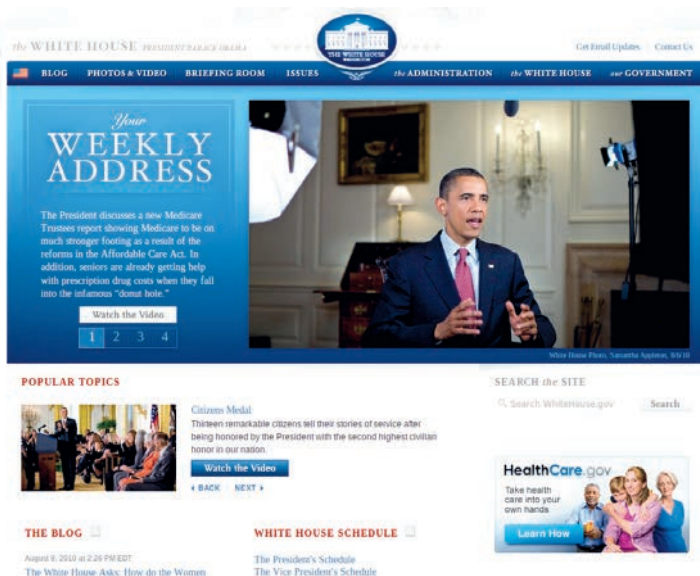 the WHITE HOUSE PRESIDENT BARACK OBAMA
THE WHITE HOUSE
Get Email Updates Contact Us
BLOG PHOTOS & VIDEO BRIEFING ROOM ISSUES the ADMINISTRATION the WHITE HOUSE our GOVERNMENT
Your
WEEKLY
ADDRESS
The President discusses a new Medicare
Trustees report showing Medicare to be on
much stronger footing as a result of the
reforms in the Affordable Care Act. In
addition, seniors are already getting help
with prescription drug costs when they fall
into the infamous “donut hole.”
Watch the Video
1 2 3 4
White House Photo, Samantha Appleton, 8/6/10
POPULAR TOPICS
Citizens Medal
Thirteen remarkable citizens tell their stories of service after
being honored by the President with the second highest civilian
honor in our nation.
Watch the Video
BACK NEXT
SEARCH the SITE
Search WhiteHouse.gov Search
HealthCare.gov
Take health
care into your
own hands
Learn How
THE BLOG
August 9, 2010 at 2:26 PM EDT
The White House Asks: How do the Women
WHITE HOUSE SCHEDULE
The President's Schedule
The Vice President's Schedule